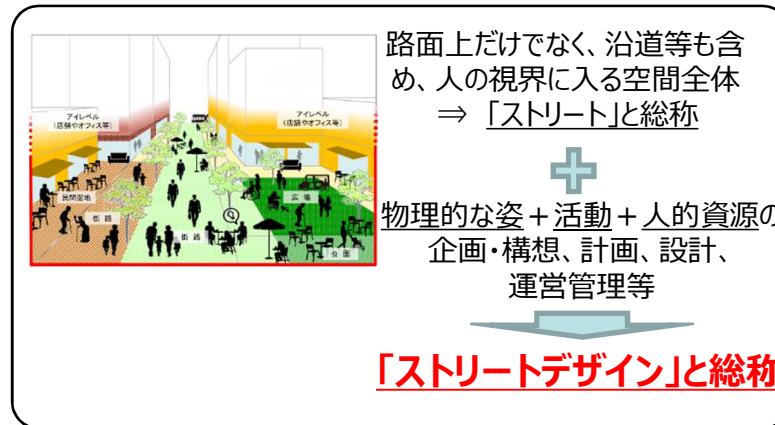 路面上だけでなく、沿道等も含
め、人の視界に入る空間全体
⇒ 「ストリート」と総称
物理的な姿＋活動＋人的資源の
企画・構想、計画、設計、
運営管理等
「ストリートデザイン」と総称
アイレベル
(店舗やオフィス等)
アイレベル
(店舗やオフィス等)
民間空地
街路
街路
広場
公園